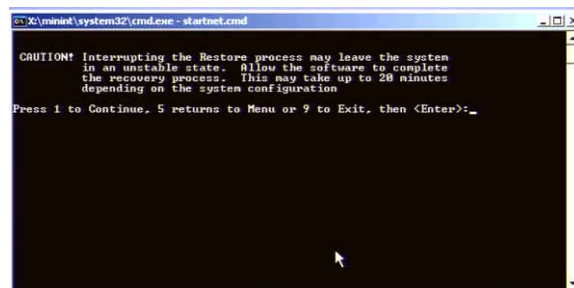 X:\minint\system32\cmd.exe - startnet.cmd
CAUTION! Interrupting the Restore process may leave the system
in an unstable state. Allow the software to complete
the recovery process. This may take up to 20 minutes
depending on the system configuration
Press 1 to Continue, 5 returns to Menu or 9 to Exit, then <Enter>:_